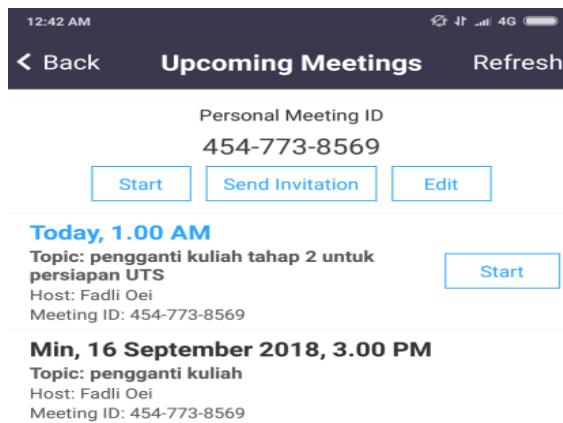 12:42 AM 4G
Back Upcoming Meetings Refresh
Personal Meeting ID
454-773-8569
Start Send Invitation Edit
Today, 1.00 AM
Topic: pengganti kuliah tahap 2 untuk
persiapan UTS
Start
Host: Fadli Oei
Meeting ID: 454-773-8569
Min, 16 September 2018, 3.00 PM
Topic: pengganti kuliah
Host: Fadli Oei
Meeting ID: 454-773-8569